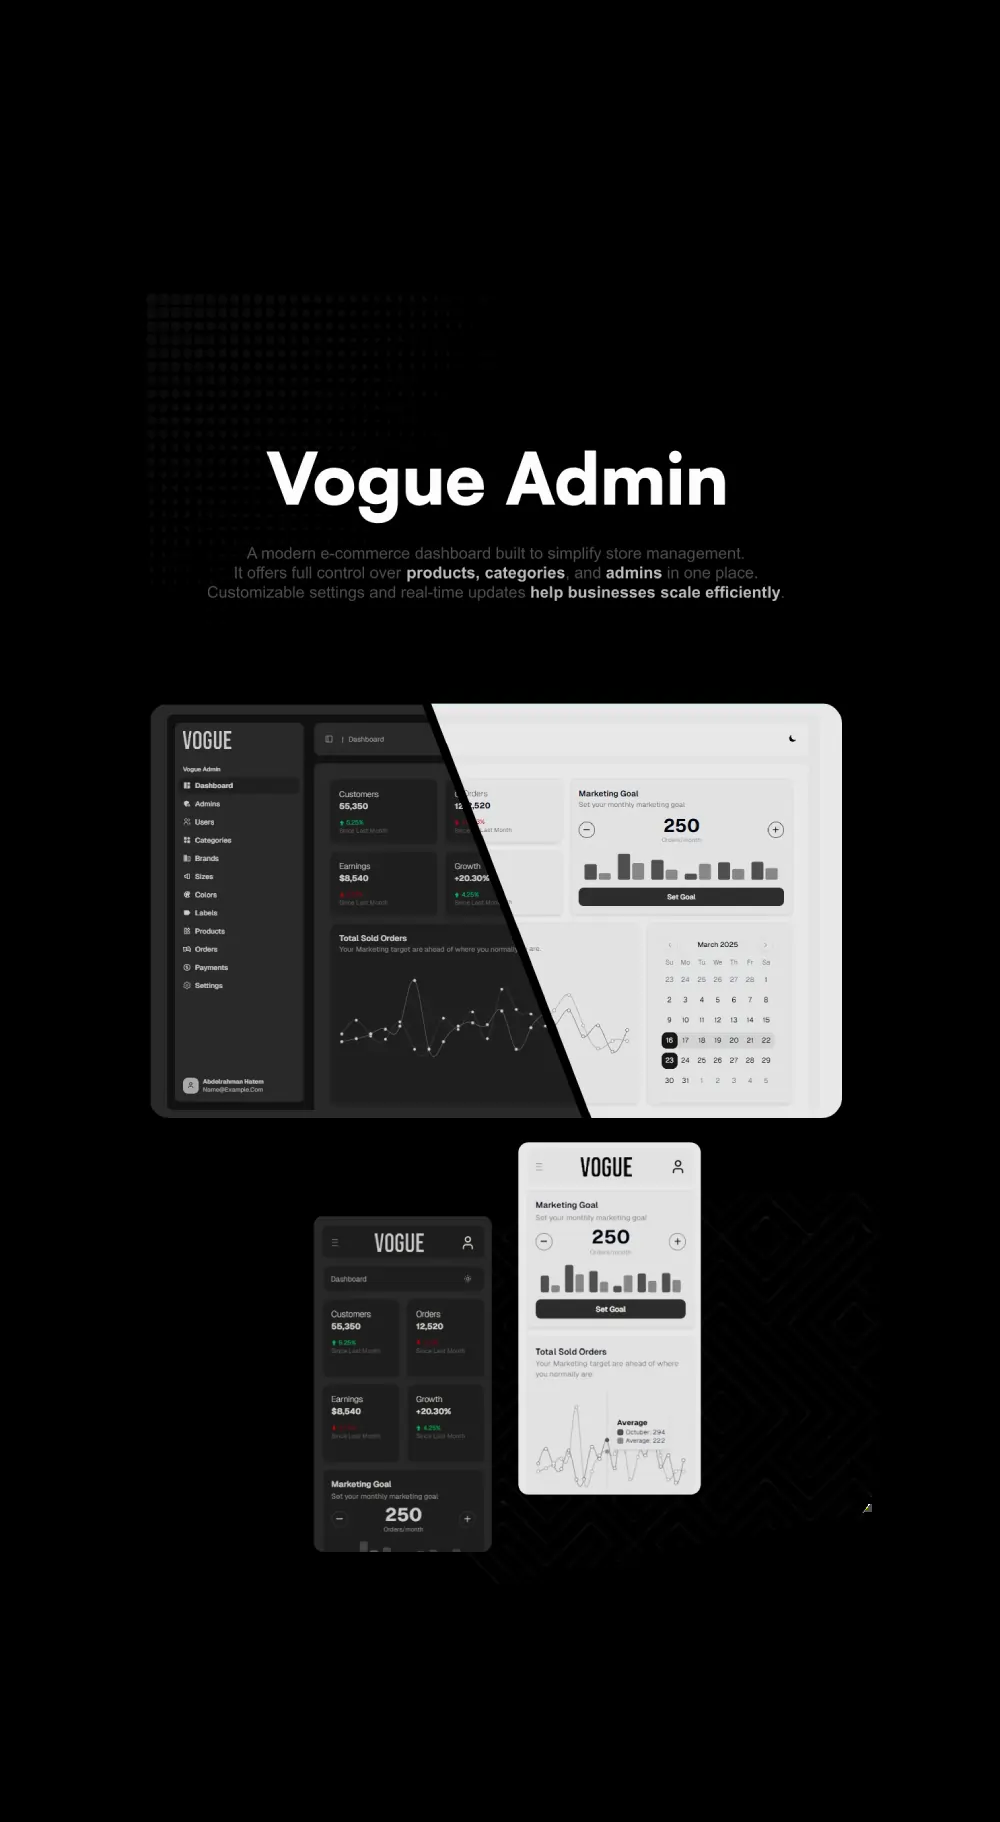 Vogue Admin
A modern e-commerce dashboard built to simplify store management.
It offers full control over products, categories, and admins in one place.
Customizable settings and real-time updates help businesses scale efficiently.
VOGUE
Vogue Admin
Dashboard
Admins
Users
Categories
Brands
Sizes
Colors
Labels
Products
Orders
Payments
Settings
Abdelrahman Hatem
Name@Example.Com
| Dashboard
Customers
55,350
5.25%
Since Last Month
Orders
12,520
Last Month
Earnings
$8,540
Since Last Month
Growth
+20.30%
4.25%
Since Last Month
Marketing Goal
Set your monthly marketing goal
250
Orders/month
Set Goal
Total Sold Orders
Your Marketing target are ahead of where you normally are.
March 2025
Su Mo Tu We Th Fr Sa
23 24 25 26 27 28 1
2 3 4 5 6 7 8
9 10 11 12 13 14 15
16 17 18 19 20 21 22
23 24 25 26 27 28 29
30 31 1 2 3 4 5
VOGUE
Dashboard
Customers
55,350
5.25%
Since Last Month
Orders
12,520
Since Last Month
Earnings
$8,540
Since Last Month
Growth
+20.30%
4.25%
Since Last Month
Marketing Goal
Set your monthly marketing goal
250
Orders/month
VOGUE
Marketing Goal
Set your monthly marketing goal
250
Orders/month
Set Goal
Total Sold Orders
Your Marketing target are ahead of where
you normally are
Average
October: 294
Average: 222